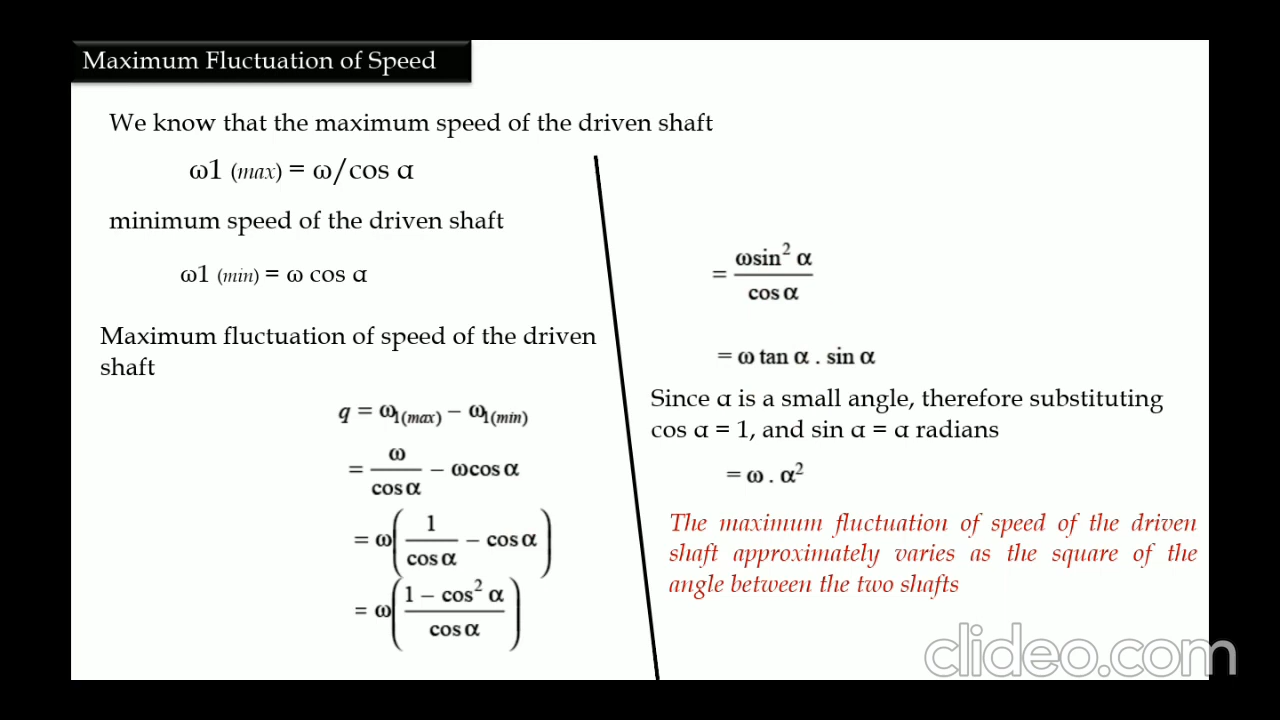 Maximum Fluctuation of Speed
We know that the maximum speed of the driven shaft
ω1 (max) = ω/cos α
minimum speed of the driven shaft
ω1 (min) = ω cos α
Maximum fluctuation of speed of the driven
shaft
q = ω₁₍max₎ − ω₁₍min₎
= ω/cos α − ω cos α
= ω(1/cos α − cos α)
= ω((1 − cos² α)/cos α)
= ωsin² α/cos α
= ω tan α . sin α
Since α is a small angle, therefore substituting
cos α = 1, and sin α = α radians
= ω . α²
The maximum fluctuation of speed of the driven
shaft approximately varies as the square of the
angle between the two shafts
clideo.com